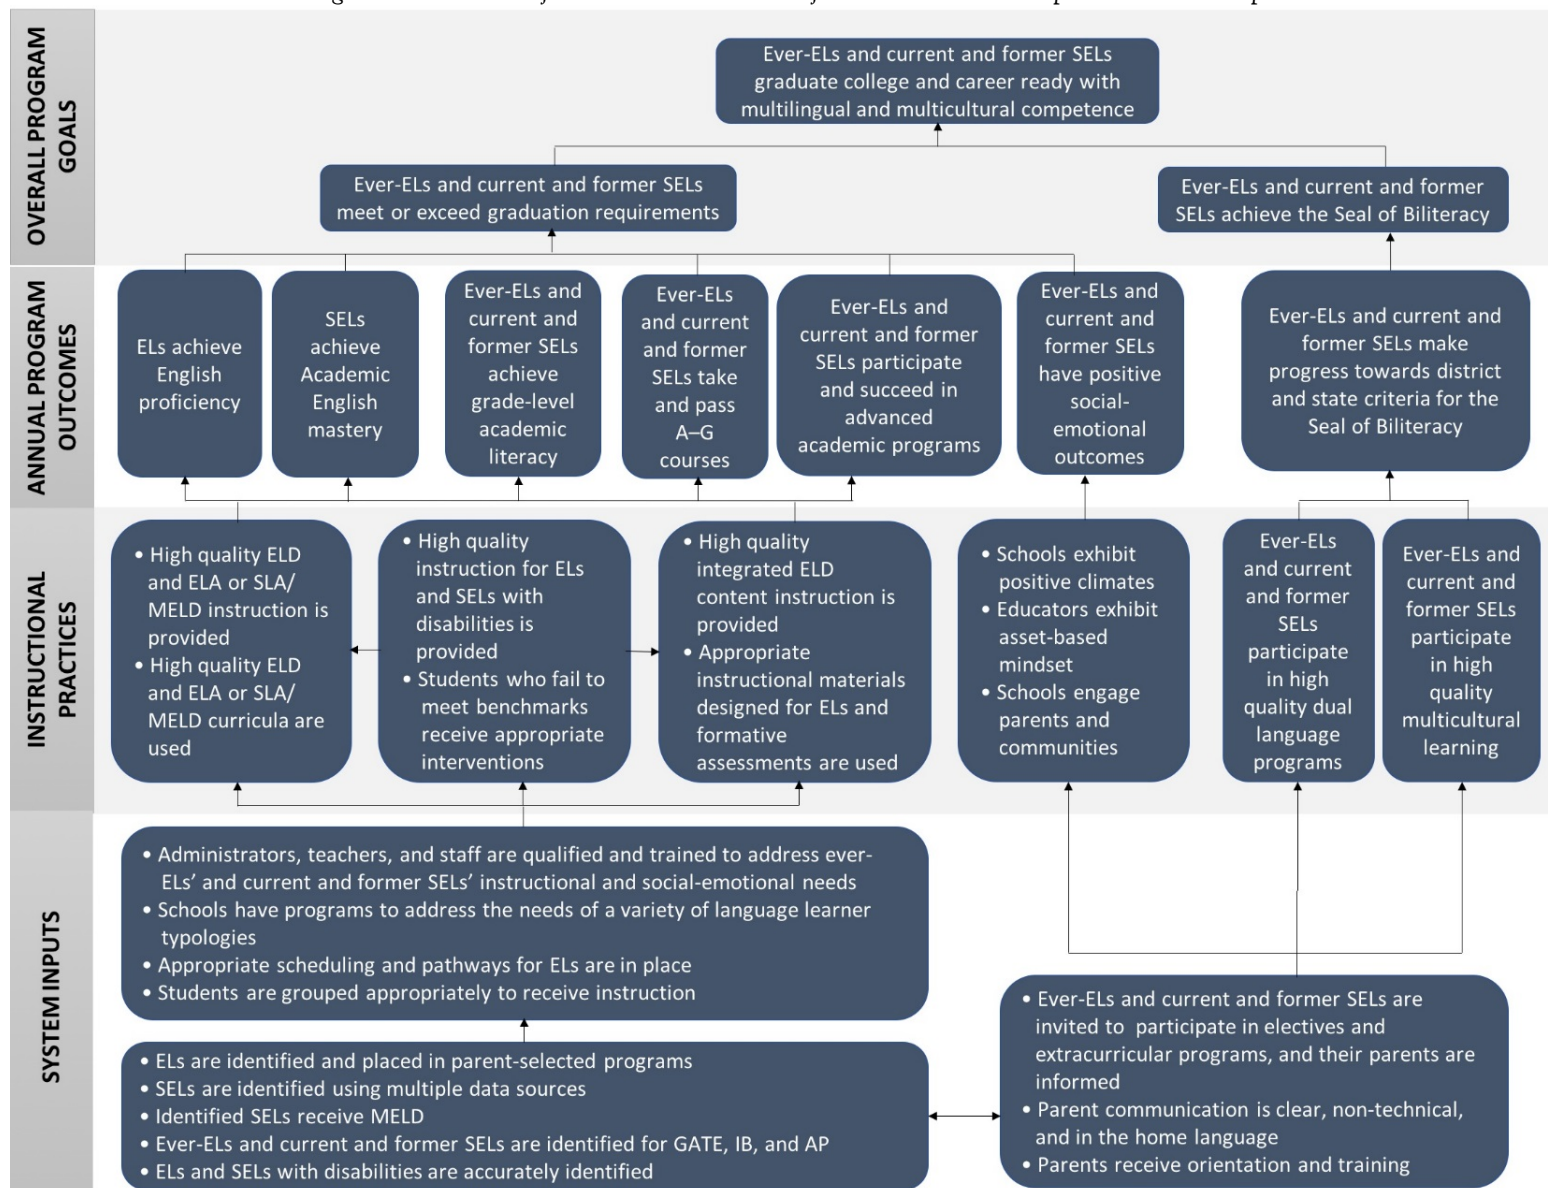 OVERALL PROGRAM
GOALS
Ever-ELs and current and former SELs
graduate college and career ready with
multilingual and multicultural competence
Ever-ELs and current and former SELs
meet or exceed graduation requirements
Ever-ELs and current and former
SELs achieve the Seal of Biliteracy
ANNUAL PROGRAM
OUTCOMES
ELs achieve
English
proficiency
SELs
achieve
Academic
English
mastery
Ever-ELs and
current and
former SELs
achieve
grade-level
academic
literacy
Ever-ELs
and current
and former
SELs take
and pass
A–G
courses
Ever-ELs and
current and former
SELs participate
and succeed in
advanced
academic programs
Ever-ELs and
current and
former SELs
have positive
social-
emotional
outcomes
Ever-ELs and current and
former SELs make
progress towards district
and state criteria for the
Seal of Biliteracy
INSTRUCTIONAL
PRACTICES
• High quality ELD
and ELA or SLA/
MELD instruction is
provided
• High quality ELD
and ELA or SLA/
MELD curricula are
used
• High quality
instruction for ELs
and SELs with
disabilities is
provided
• Students who fail to
meet benchmarks
receive appropriate
interventions
• High quality
integrated ELD
content instruction is
provided
• Appropriate
instructional materials
designed for ELs and
formative
assessments are used
• Schools exhibit
positive climates
• Educators exhibit
asset-based
mindset
• Schools engage
parents and
communities
Ever-ELs
and current
and former
SELs
participate
in high
quality dual
language
programs
Ever-ELs and
current and
former SELs
participate
in high
quality
multicultural
learning
SYSTEM INPUTS
• Administrators, teachers, and staff are qualified and trained to address ever-
ELs’ and current and former SELs’ instructional and social-emotional needs
• Schools have programs to address the needs of a variety of language learner
typologies
• Appropriate scheduling and pathways for ELs are in place
• Students are grouped appropriately to receive instruction
• ELs are identified and placed in parent-selected programs
• SELs are identified using multiple data sources
• Identified SELs receive MELD
• Ever-ELs and current and former SELs are identified for GATE, IB, and AP
• ELs and SELs with disabilities are accurately identified
• Ever-ELs and current and former SELs are
invited to participate in electives and
extracurricular programs, and their parents are
informed
• Parent communication is clear, non-technical,
and in the home language
• Parents receive orientation and training